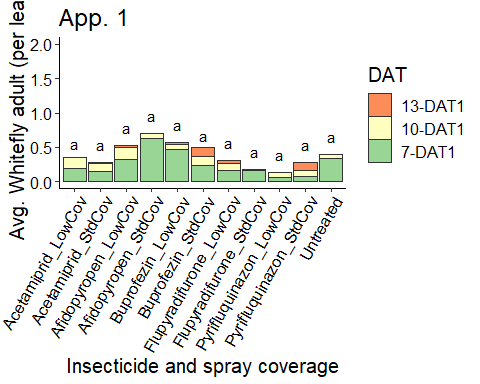 App. 1
Avg. Whitefly adult (per lea
2.0
1.5
1.0
0.5
0.0
a a a a a a a a a a a
Acetamiprid_LowCov
Acetamiprid_StdCov
Afidopyropen_LowCov
Afidopyropen_StdCov
Buprofezin_LowCov
Buprofezin_StdCov
Flupyradifurone_LowCov
Flupyradifurone_StdCov
Pyrifluquinazon_LowCov
Pyrifluquinazon_StdCov
Untreated
Insecticide and spray coverage
DAT
13-DAT1
10-DAT1
7-DAT1